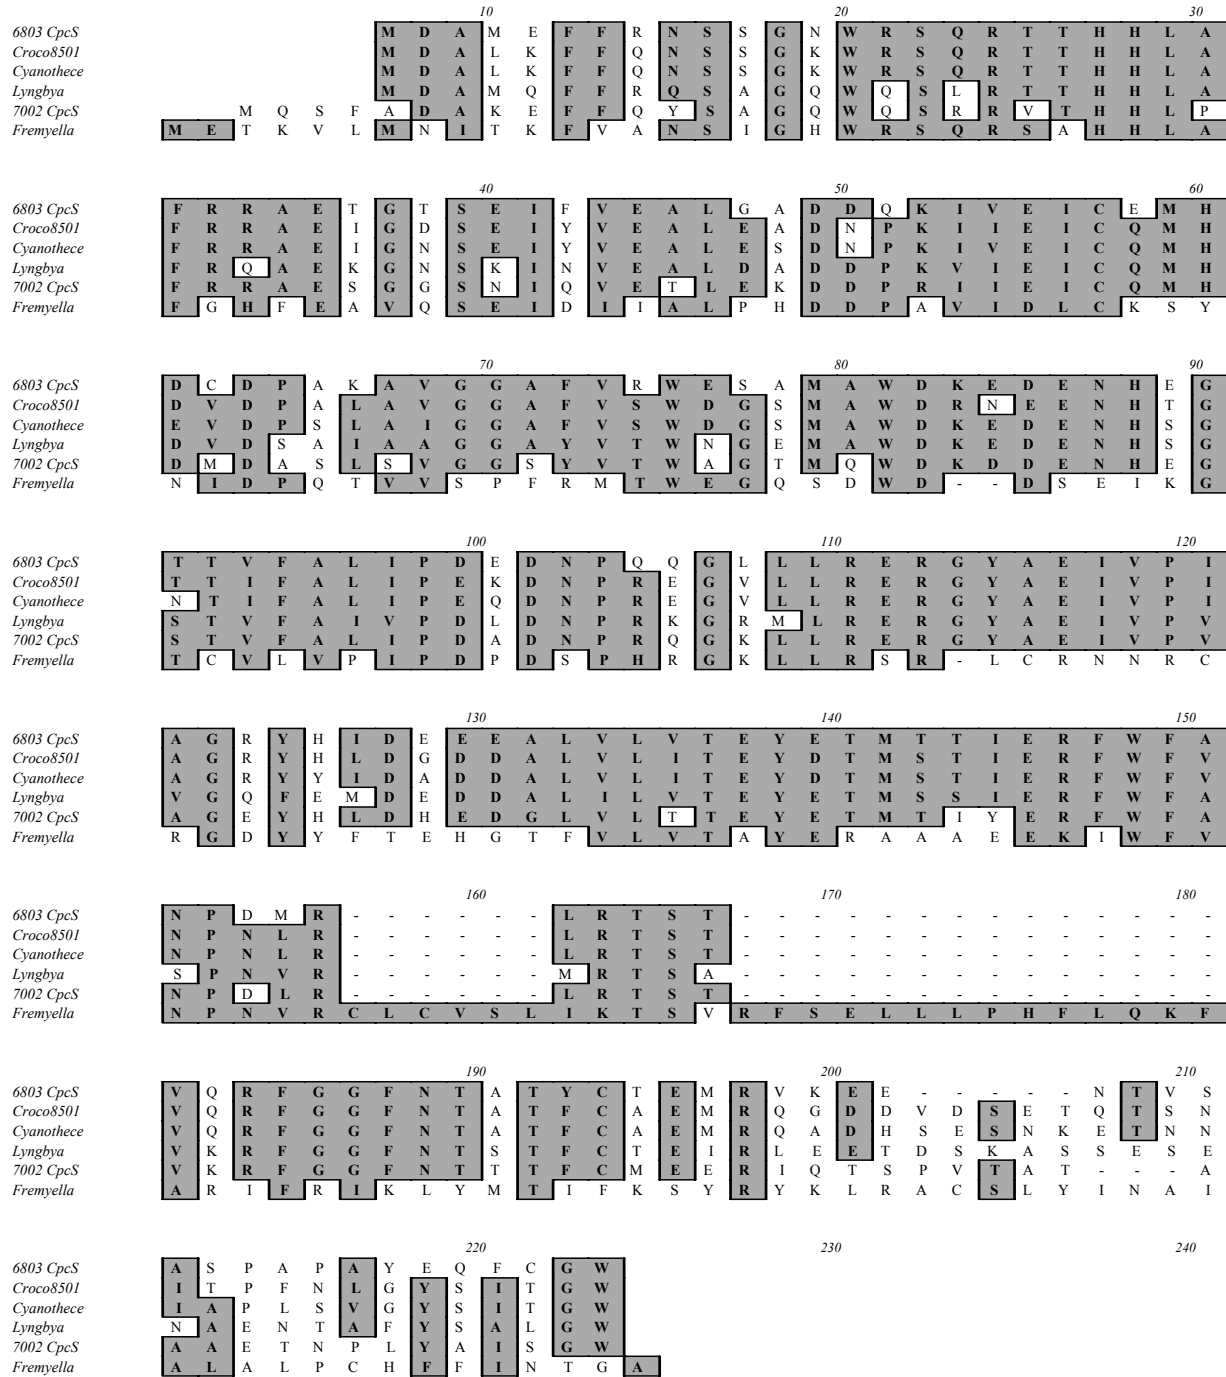 10 20 30
6803 CpcS M D A M E F F R N S S G N W R S Q R T T H H L A
Croco8501 M D A L K F F Q N S S G K W R S Q R T T H H L A
Cyanothece M D A L K F F Q N S S G K W R S Q R T T H H L A
Lyngbya M D A M Q F F R Q S A G Q W Q S L R T T H H L A
7002 CpcS M Q S F A D A K E F F Q Y S A G Q W Q S R R V T H H L P
Fremyella M E T K V L M N I T K F V A N S I G H W R S Q R S A H H L A
40 50 60
6803 CpcS F R R A E T G T S E I F V E A L G A D D Q K I V E I C E M H
Croco8501 F R R A E I G D S E I Y V E A L E A D N P K I I E I C Q M H
Cyanothece F R R A E I G N S E I Y V E A L E S D N P K I V E I C Q M H
Lyngbya F R Q A E K G N S K I N V E A L D A D D P K V I E I C Q M H
7002 CpcS F R R A E S G G S N I Q V E T L E K D D P R I I E I C Q M H
Fremyella F G H F E A V Q S E I D I I A L P H D D P A V I D L C K S Y
70 80 90
6803 CpcS D C D P A K A V G G A F V R W E S A M A W D K E D E N H E G
Croco8501 D V D P A L A V G G A F V S W D G S M A W D R N E E N H T G
Cyanothece E V D P S L A I G G A F V S W D G S M A W D K E D E N H S G
Lyngbya D V D S A I A A G G A Y V T W N G E M A W D K E D E N H S G
7002 CpcS D M D A S L S V G G S Y V T W A G T M Q W D K D D E N H E G
Fremyella N I D P Q T V V S P F R M T W E G Q S D W D - - D S E I K G
100 110 120
6803 CpcS T T V F A L I P D E D N P Q Q G L L L R E R G Y A E I V P I
Croco8501 T T I F A L I P E K D N P R E G V L L R E R G Y A E I V P I
Cyanothece N T I F A L I P E Q D N P R E G V L L R E R G Y A E I V P I
Lyngbya S T V F A I V P D L D N P R K G R M L R E R G Y A E I V P V
7002 CpcS S T V F A L I P D A D N P R Q G K L L R E R G Y A E I V P V
Fremyella T C V L V P I P D P D S P H R G K L L R S R - L C R N N R C
130 140 150
6803 CpcS A G R Y H I D E E E A L V L V T E Y E T M T T I E R F W F A
Croco8501 A G R Y H L D G D D A L V L I T E Y D T M S T I E R F W F V
Cyanothece A G R Y Y I D A D D A L V L I T E Y D T M S T I E R F W F V
Lyngbya V G Q F E M D E D D A L I L V T E Y E T M S S I E R F W F A
7002 CpcS A G E Y H L D H E D G L V L T T E Y E T M T I Y E R F W F A
Fremyella R G D Y Y F T E H G T F V L V T A Y E R A A A E E K I W F V
160 170 180
6803 CpcS N P D M R - - - - - - L R T S T - - - - - - - - - - - - - -
Croco8501 N P N L R - - - - - - L R T S T - - - - - - - - - - - - - -
Cyanothece N P N L R - - - - - - L R T S T - - - - - - - - - - - - - -
Lyngbya S P N V R - - - - - - M R T S A - - - - - - - - - - - - - -
7002 CpcS N P D L R - - - - - - L R T S T - - - - - - - - - - - - - -
Fremyella N P N V R C L C V S L I K T S V R F S E L L L P H F L Q K F
190 200 210
6803 CpcS V Q R F G G F N T A T Y C T E M R V K E E - - - - - N T V S
Croco8501 V Q R F G G F N T A T F C A E M R Q G D D V D S E T Q T S N
Cyanothece V Q R F G G F N T A T F C A E M R Q A D H S E S N K E T N N
Lyngbya V K R F G G F N T S T F C T E I R L E E T D S K A S S E S E
7002 CpcS V K R F G G F N T T T F C M E E R I Q T S P V T A T - - - A
Fremyella A R I F R I K L Y M T I F K S Y R Y K L R A C S L Y I N A I
220 230 240
6803 CpcS A S P A P A Y E Q F C G W
Croco8501 I T P F N L G Y S I T G W
Cyanothece I A P L S V G Y S I T G W
Lyngbya N A E N T A F Y S A L G W
7002 CpcS A A E T N P L Y A I S G W
Fremyella A L A L P C H F F I N T G A